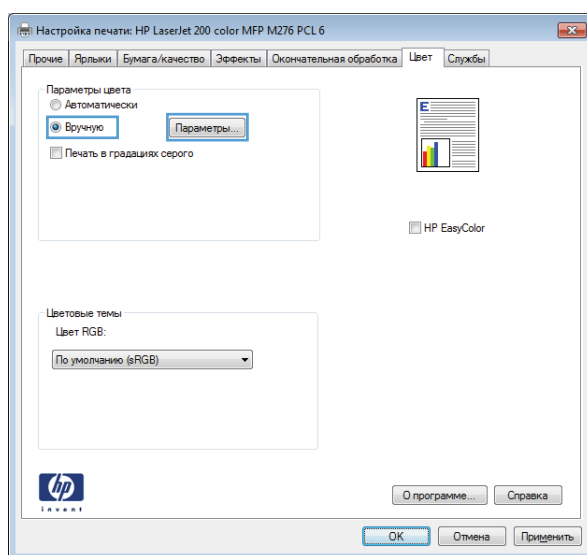 Настройка печати: HP LaserJet 200 color MFP M276 PCL 6
Прочие Ярлыки Бумага/качество Эффекты Окончательная обработка Цвет Службы
Параметры цвета
Автоматически
Вручную Параметры...
Печать в градациях серого
E
HP EasyColor
Цветовые темы
Цвет RGB:
По умолчанию (sRGB)
hp
invent
О программе... Справка
OK Отмена Применить